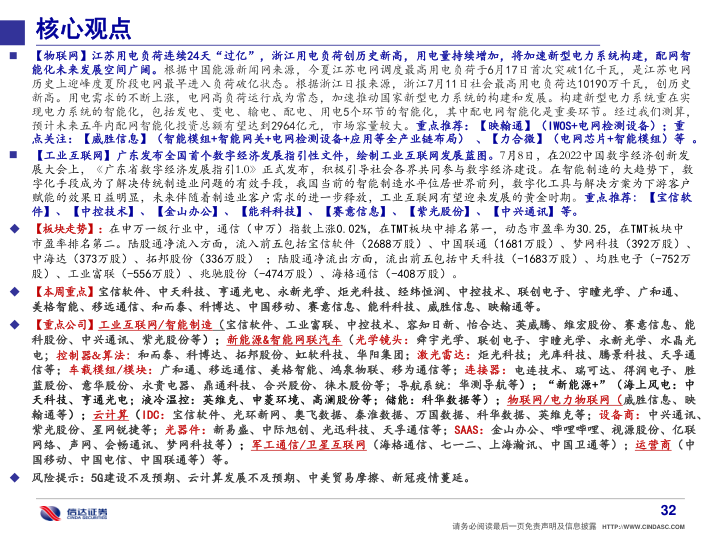 核心观点
【物联网】江苏用电负荷连续24天“过亿”，浙江用电负荷创历史新高，用电量持续增加，将加速新型电力系统构建，配网智
能化未来发展空间广阔。根据中国能源新闻网来源，今夏江苏电网调度最高用电负荷于6月17日首次突破1亿千瓦，是江苏电网
历史上迎峰度夏阶段电网最早进入负荷破亿状态。根据浙江日报来源，浙江7月11日社会最高用电负荷达10190万千瓦，创历史
新高。用电需求的不断上涨，电网高负荷运行成为常态，加速推动国家新型电力系统的构建和发展。构建新型电力系统重在实
现电力系统的智能化，包括发电、变电、输电、配电、用电5个环节的智能化，其中配电网智能化是重要环节。经过我们测算，
预计未来五年内配网智能化投资总额有望达到2964亿元，市场容量较大。重点推荐：【映翰通】（IWOS+电网检测设备）；重
点关注：【威胜信息】（智能模组+智能网关+电网检测设备+应用等全产业链布局） 、【力合微】（电网芯片+智能模组）等 。
【工业互联网】广东发布全国首个数字经济发展指引性文件，绘制工业互联网发展蓝图。7月8日，在2022中国数字经济创新发
展大会上，《广东省数字经济发展指引1.0》正式发布，积极引导社会各界共同参与数字经济建设。在智能制造的大趋势下，数
字化手段成为了解决传统制造业问题的有效手段，我国当前的智能制造水平位居世界前列，数字化工具与解决方案为下游客户
赋能的效果日益明显，未来伴随着制造业客户需求的进一步释放，工业互联网有望迎来发展的黄金时期。重点推荐：【宝信软
件】、【中控技术】、【金山办公】、【能科科技】、【赛意信息】、【紫光股份】、【中兴通讯】等。
【板块走势】：在申万一级行业中，通信（申万）指数上涨0.02%，在TMT板块中排名第一，动态市盈率为30.25，在TMT板块中
市盈率排名第二。陆股通净流入方面，流入前五包括宝信软件（2688万股）、中国联通（1681万股）、梦网科技（392万股）、
中海达（373万股）、拓邦股份（336万股） ；陆股通净流出方面，流出前五包括中天科技（-1683万股）、均胜电子（-752万
股）、工业富联（-556万股）、兆驰股份（-474万股）、海格通信（-408万股）。
【本周重点】宝信软件、中天科技、亨通光电、永新光学、炬光科技、经纬恒润、中控技术、联创电子、宇瞳光学、广和通、
美格智能、移远通信、和而泰、科博达、中国移动、赛意信息、能科科技、威胜信息、映翰通等。
【重点公司】工业互联网/智能制造（宝信软件、工业富联、中控技术、容知日新、怡合达、英威腾、维宏股份、赛意信息、能
科股份、中兴通讯、紫光股份等）；新能源&智能网联汽车（光学镜头：舜宇光学、联创电子、宇瞳光学、永新光学、水晶光
电；控制器&算法：和而泰、科博达、拓邦股份、虹软科技、华阳集团；激光雷达：炬光科技；光库科技、腾景科技、天孚通
信等；车载模组/模块：广和通、移远通信、美格智能、鸿泉物联、移为通信等；连接器：电连技术、瑞可达、得润电子、胜
蓝股份、意华股份、永贵电器、鼎通科技、合兴股份、徕木股份等；导航系统：华测导航等）；“新能源+”（海上风电：中
天科技、亨通光电；液冷温控：英维克、申菱环境、高澜股份等；储能：科华数据等）；物联网/电力物联网（威胜信息、映
翰通等）；云计算（IDC：宝信软件、光环新网、奥飞数据、秦淮数据、万国数据、科华数据、英维克等；设备商：中兴通讯、
紫光股份、星网锐捷等；光器件：新易盛、中际旭创、光迅科技、天孚通信等；SAAS：金山办公、哔哩哔哩、视源股份、亿联
网络、声网、会畅通讯、梦网科技等）；军工通信/卫星互联网（海格通信、七一二、上海瀚讯、中国卫通等）；运营商（中
国移动、中国电信、中国联通等）等。
风险提示：5G建设不及预期、云计算发展不及预期、中美贸易摩擦、新冠疫情蔓延。
信达证券
CINDA SECURITIES
32
请务必阅读最后一页免责声明及信息披露 HTTP://WWW.CINDASC.COM